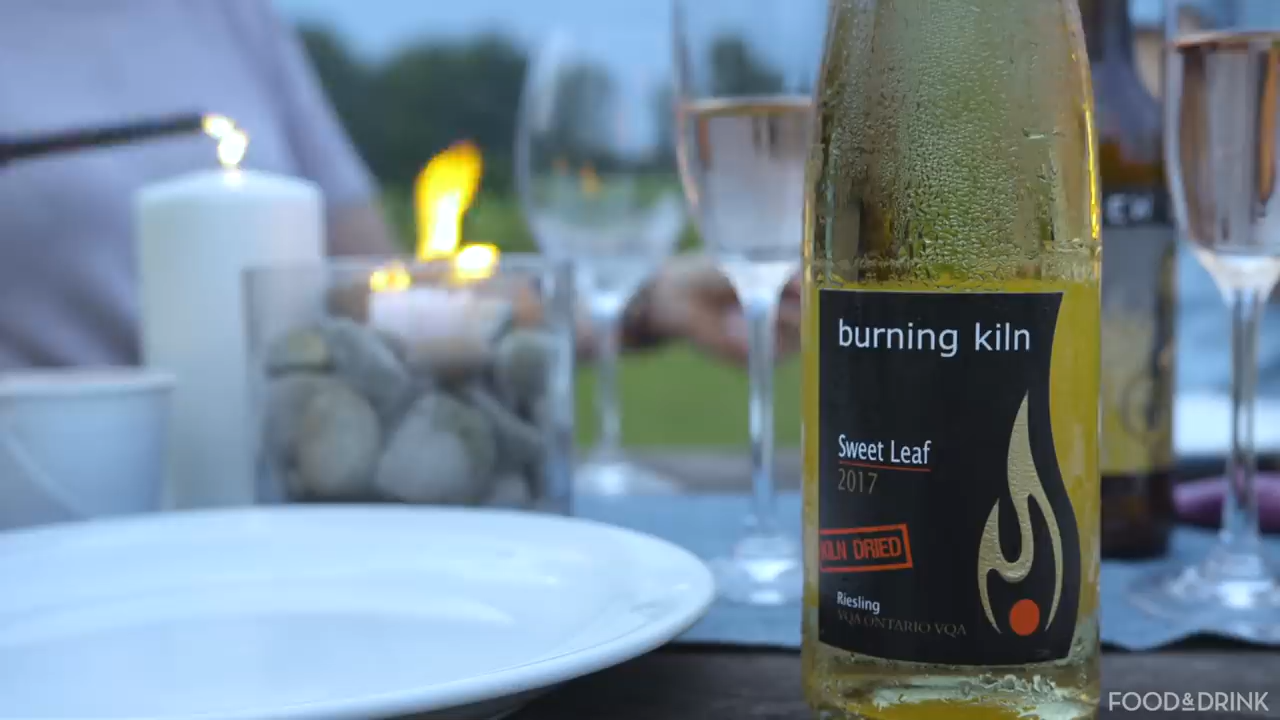 burning kiln
Sweet Leaf
2017
KILN DRIED
Riesling
VQA ONTARIO VQA
FOOD&DRINK